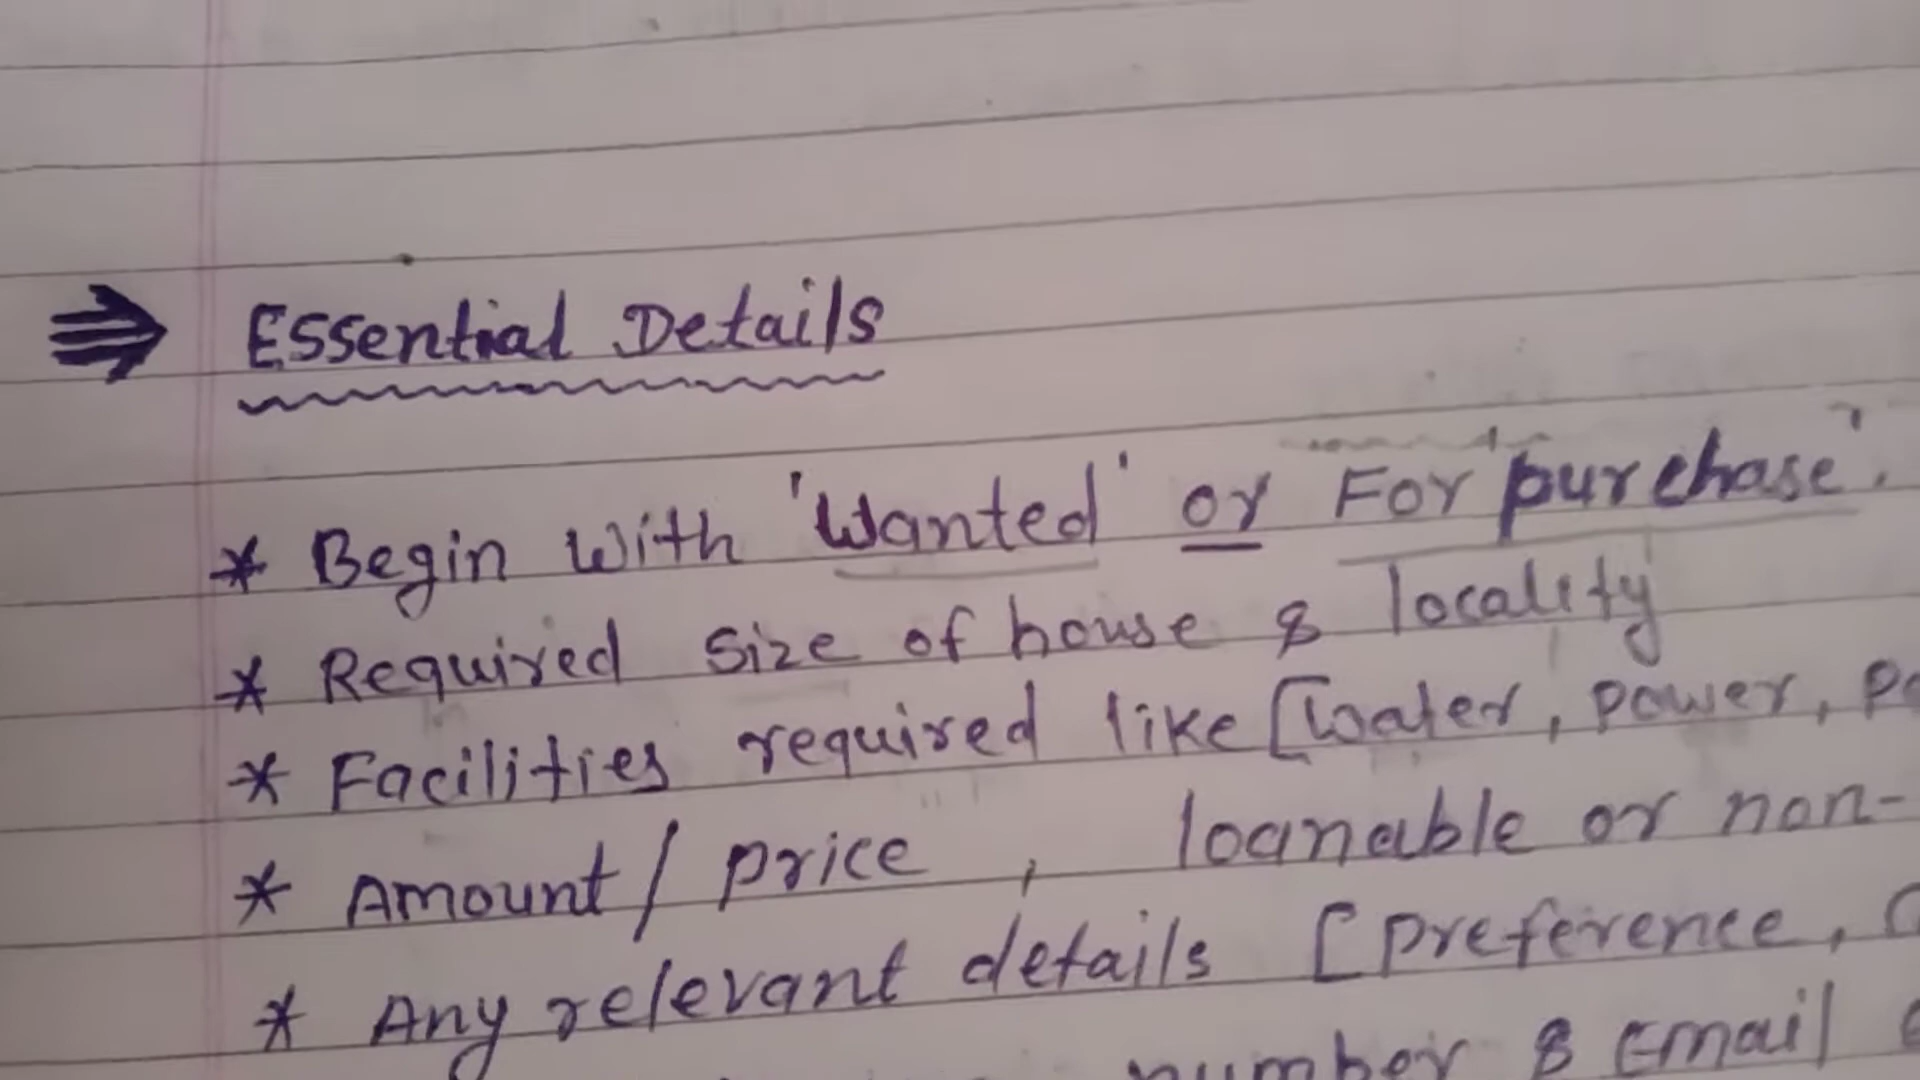 ⇒ Essential Details
* Begin with 'Wanted' or For purchase'.
* Required size of house & locality
* Facilities required like [water, power,
* Amount / price , loanable or non-
* Any relevant details [preference,
number & Email